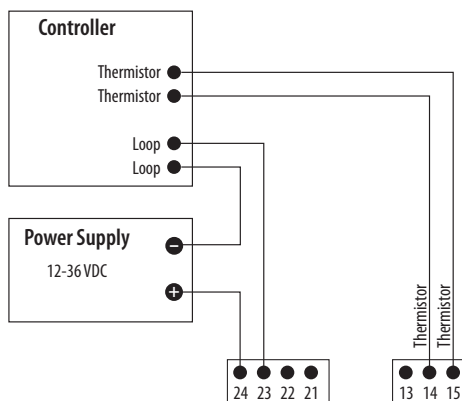 Controller
Thermistor
Thermistor
Loop
Loop
Power Supply
12-36 VDC
−
+
Thermistor
Thermistor
24 23 22 21
13 14 15